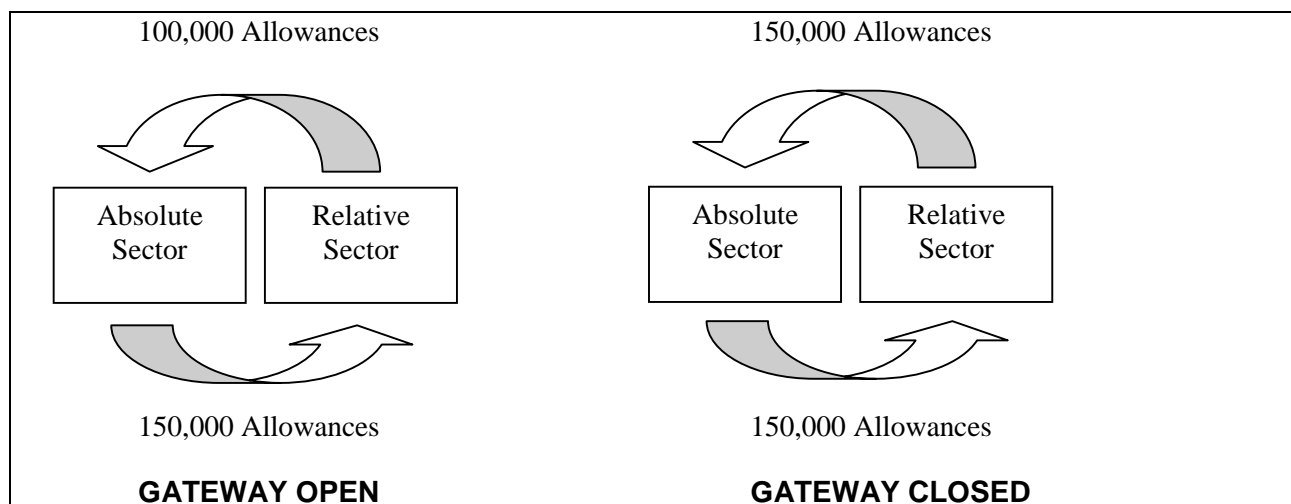 100,000 Allowances
150,000 Allowances
Absolute
Sector
Relative
Sector
Absolute
Sector
Relative
Sector
150,000 Allowances
150,000 Allowances
GATEWAY OPEN
GATEWAY CLOSED